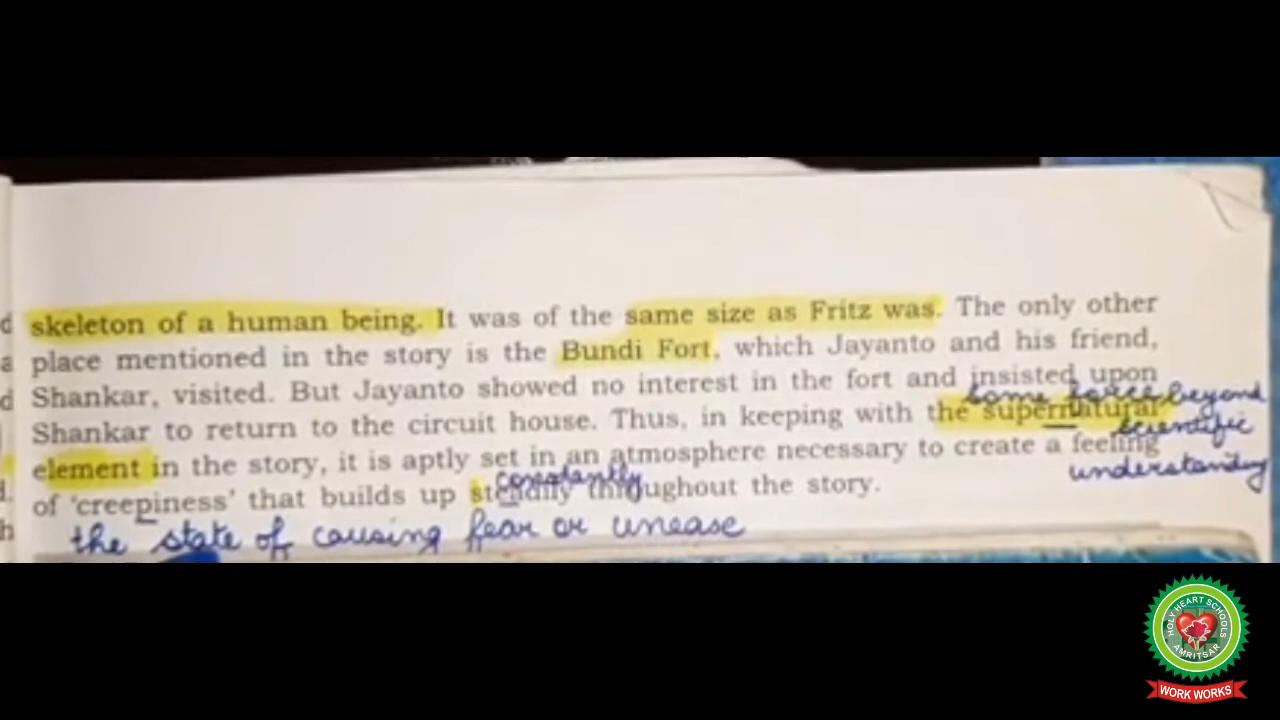 d skeleton of a human being. It was of the same size as Fritz was. The only other
a place mentioned in the story is the Bundi Fort, which Jayanto and his friend,
d Shankar, visited. But Jayanto showed no interest in the fort and insisted upon
some force beyond
Shankar to return to the circuit house. Thus, in keeping with the supernatural
scientific
element in the story, it is aptly set in an atmosphere necessary to create a feeling
understanding
constantly
d. of 'creepiness' that builds up steadily throughout the story.
h the state of causing fear or unease
HOLY HEART SCHOOLS
AMRITSAR
WORK WORKS